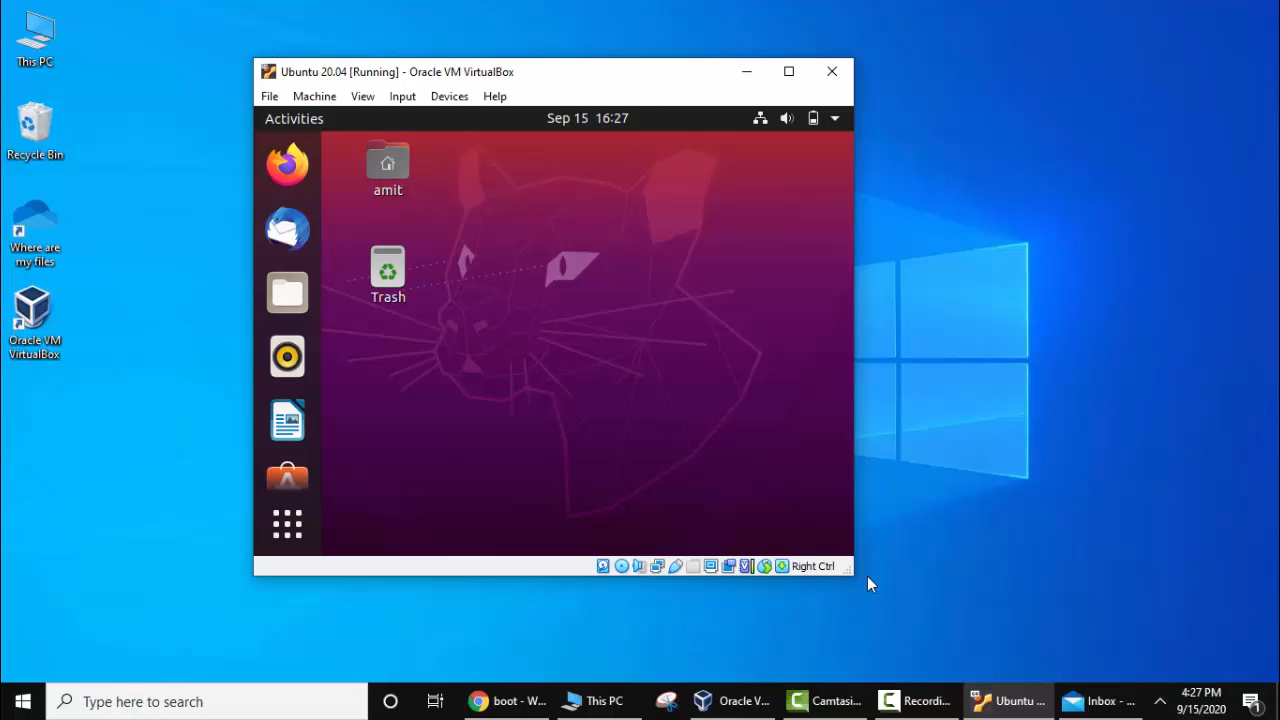 This PC
Recycle Bin
Where are
my files
Oracle VM
VirtualBox
Ubuntu 20.04 [Running] - Oracle VM VirtualBox
File Machine View Input Devices Help
Activities Sep 15 16:27
amit
Trash
Right Ctrl
Type here to search boot - W... This PC Oracle V... Camtasi... Recordi... Ubuntu ... Inbox - ... 4:27 PM
9/15/2020 1